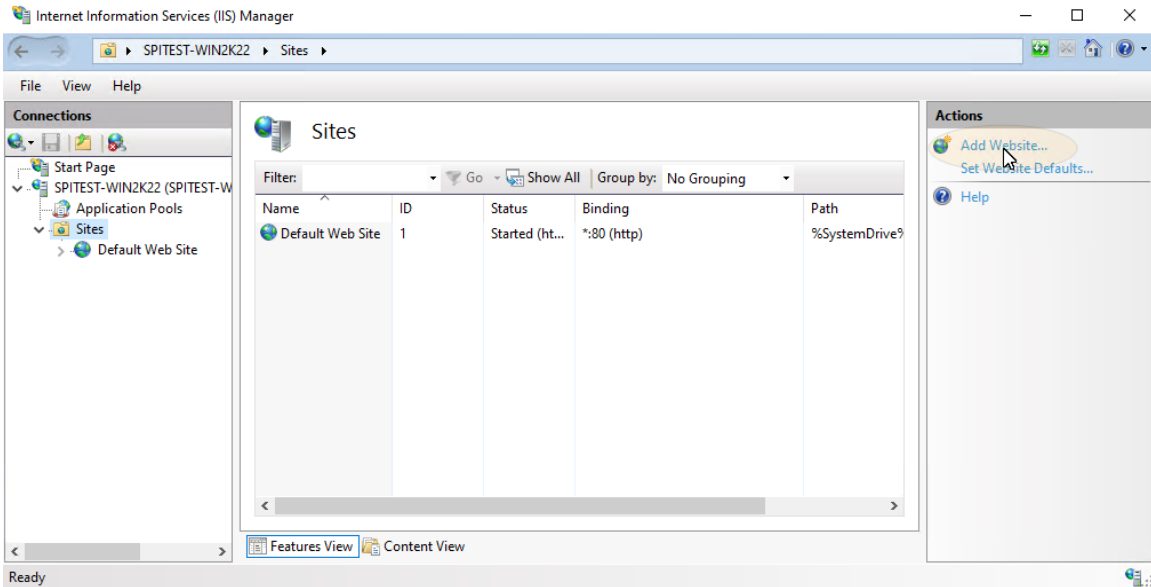 Internet Information Services (IIS) Manager
SPITEST-WIN2K22 Sites
File View Help
Connections
Start Page
SPITEST-WIN2K22 (SPITEST-W
Application Pools
Sites
Default Web Site
Sites
Filter: Go Show All Group by: No Grouping
Name ID Status Binding Path
Default Web Site 1 Started (ht... *:80 (http) %SystemDrive%
Features View Content View
Actions
Add Website...
Set Website Defaults...
Help
Ready